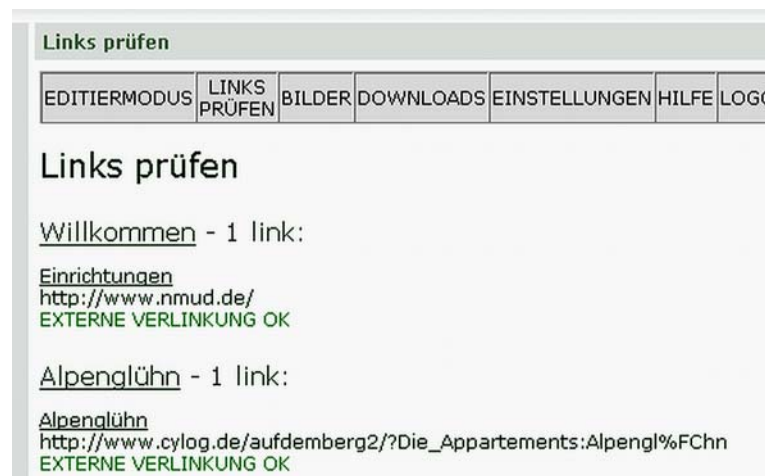 Links prüfen
EDITIERMODUS LINKS PRÜFEN BILDER DOWNLOADS EINSTELLUNGEN HILFE
Links prüfen
Willkommen - 1 link:
Einrichtungen
http://www.nmud.de/
EXTERNE VERLINKUNG OK
Alpenglühn - 1 link:
Alpenglühn
http://www.cylog.de/aufdemberg2/?Die_Appartements:Alpengl%FChn
EXTERNE VERLINKUNG OK